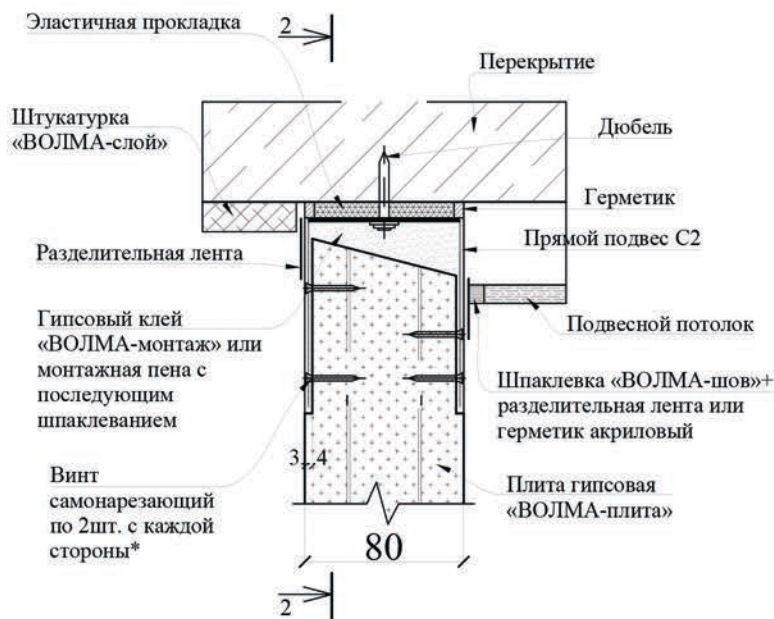 Эластичная прокладка
2
Перекрытие
Штукатурка
«ВОЛМА-слой»
Дюбель
Герметик
Прямой подвес С2
Разделительная лента
Гипсовый клей
«ВОЛМА-монтаж» или
монтажная пена с
последующим
шпаклеванием
Подвесной потолок
Шпаклевка «ВОЛМА-шов»+
разделительная лента или
герметик акриловый
3 4
Винт
самонарезающий
по 2шт. с каждой
стороны*
Плита гипсовая
«ВОЛМА-плита»
80
2